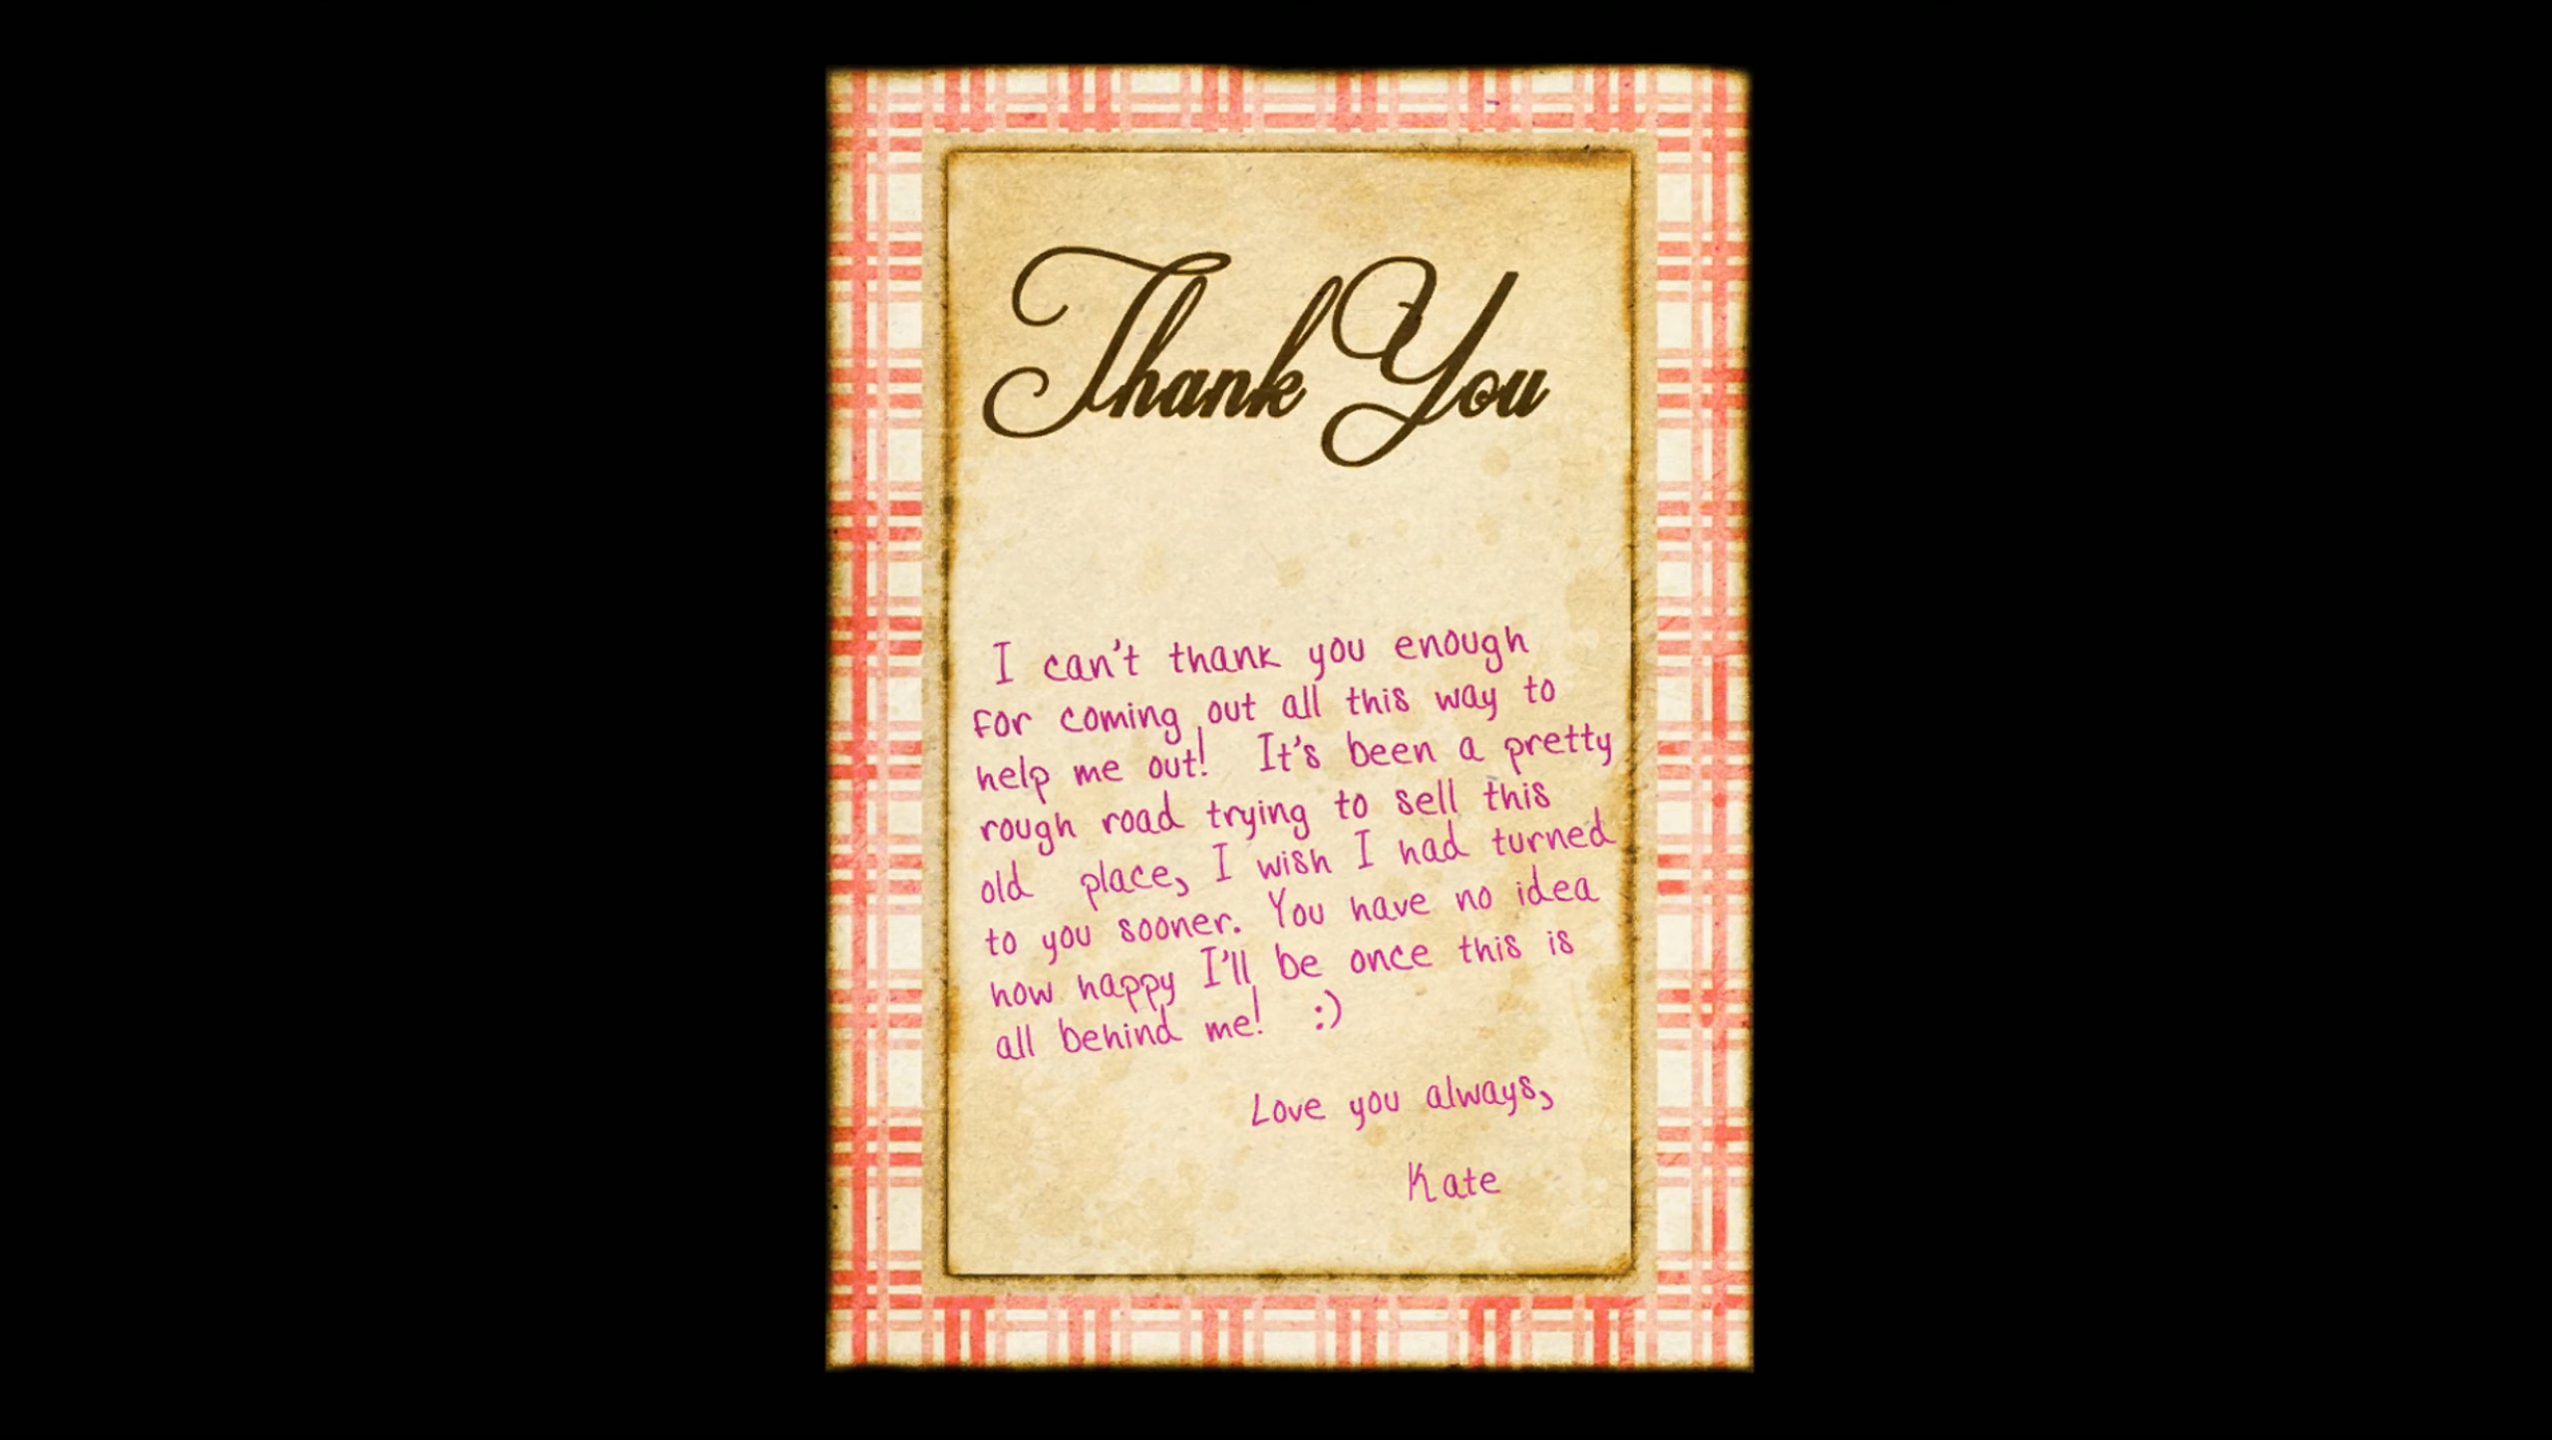 Thank You
I can't thank you enough
for coming out all this way to
help me out! It's been a pretty
rough road trying to sell this
old place, I wish I had turned
to you sooner. You have no idea
how happy I'll be once this is
all behind me! :)
Love you always,
Kate